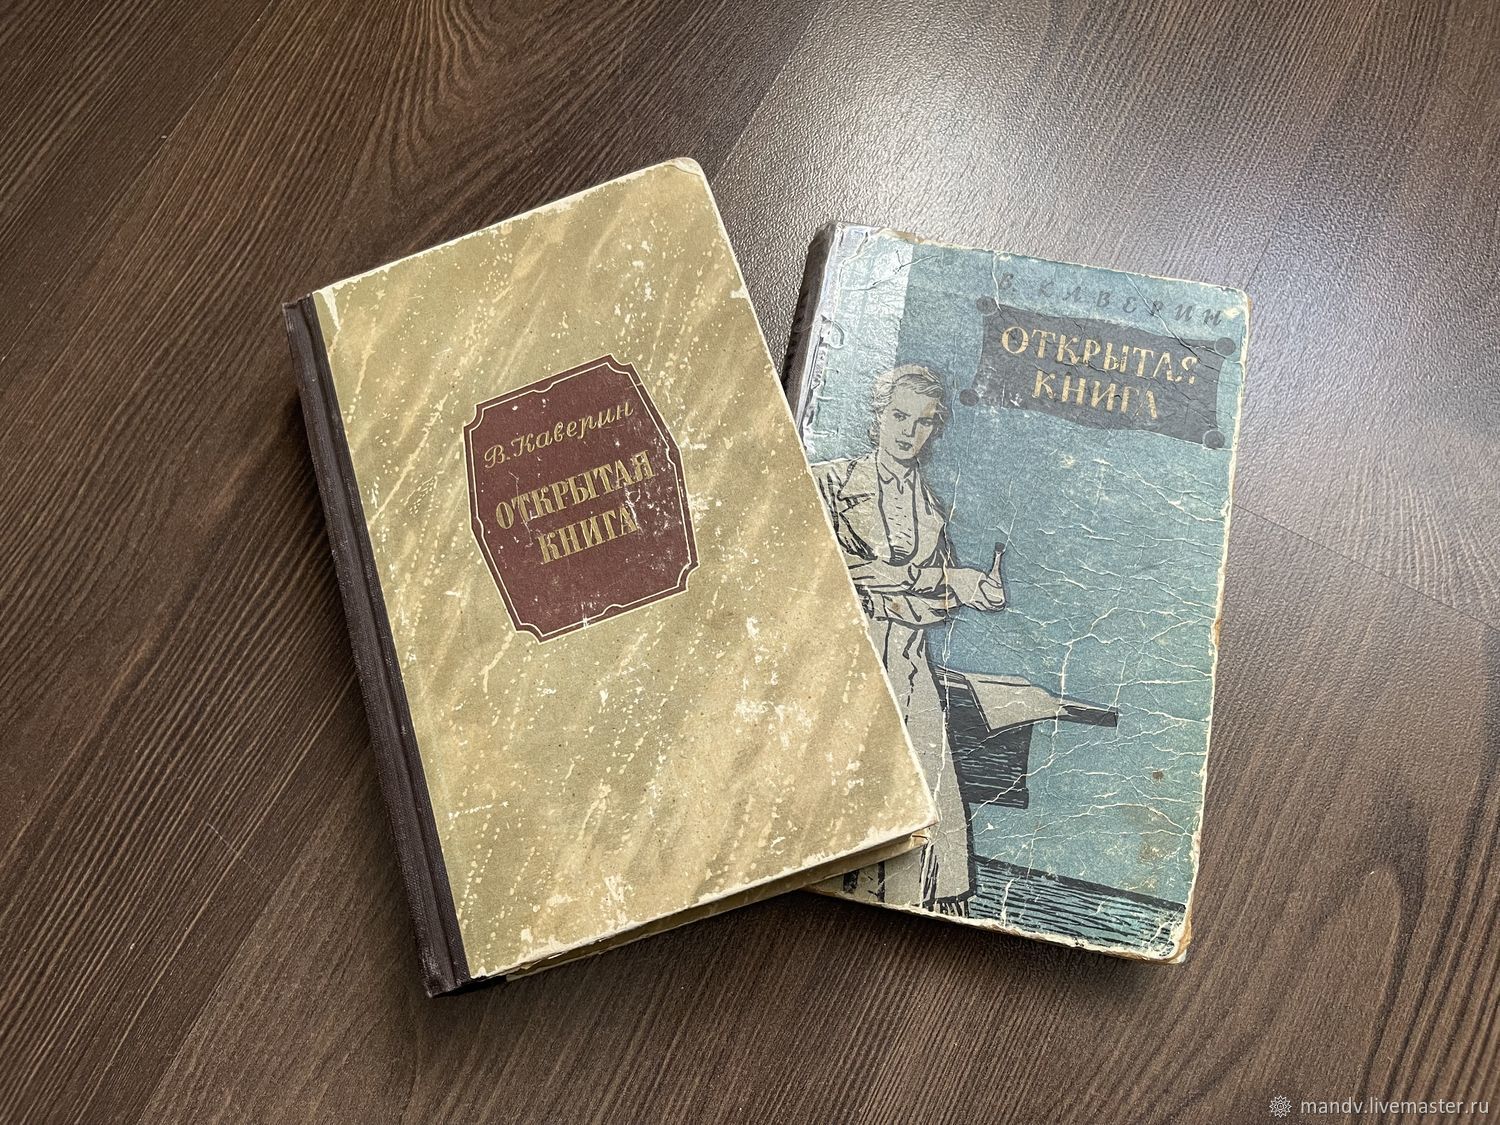 В. Каверин
ОТКРЫТАЯ
КНИГА
В. КАВЕРИН
ОТКРЫТАЯ
КНИГА
mandv.livemaster.ru